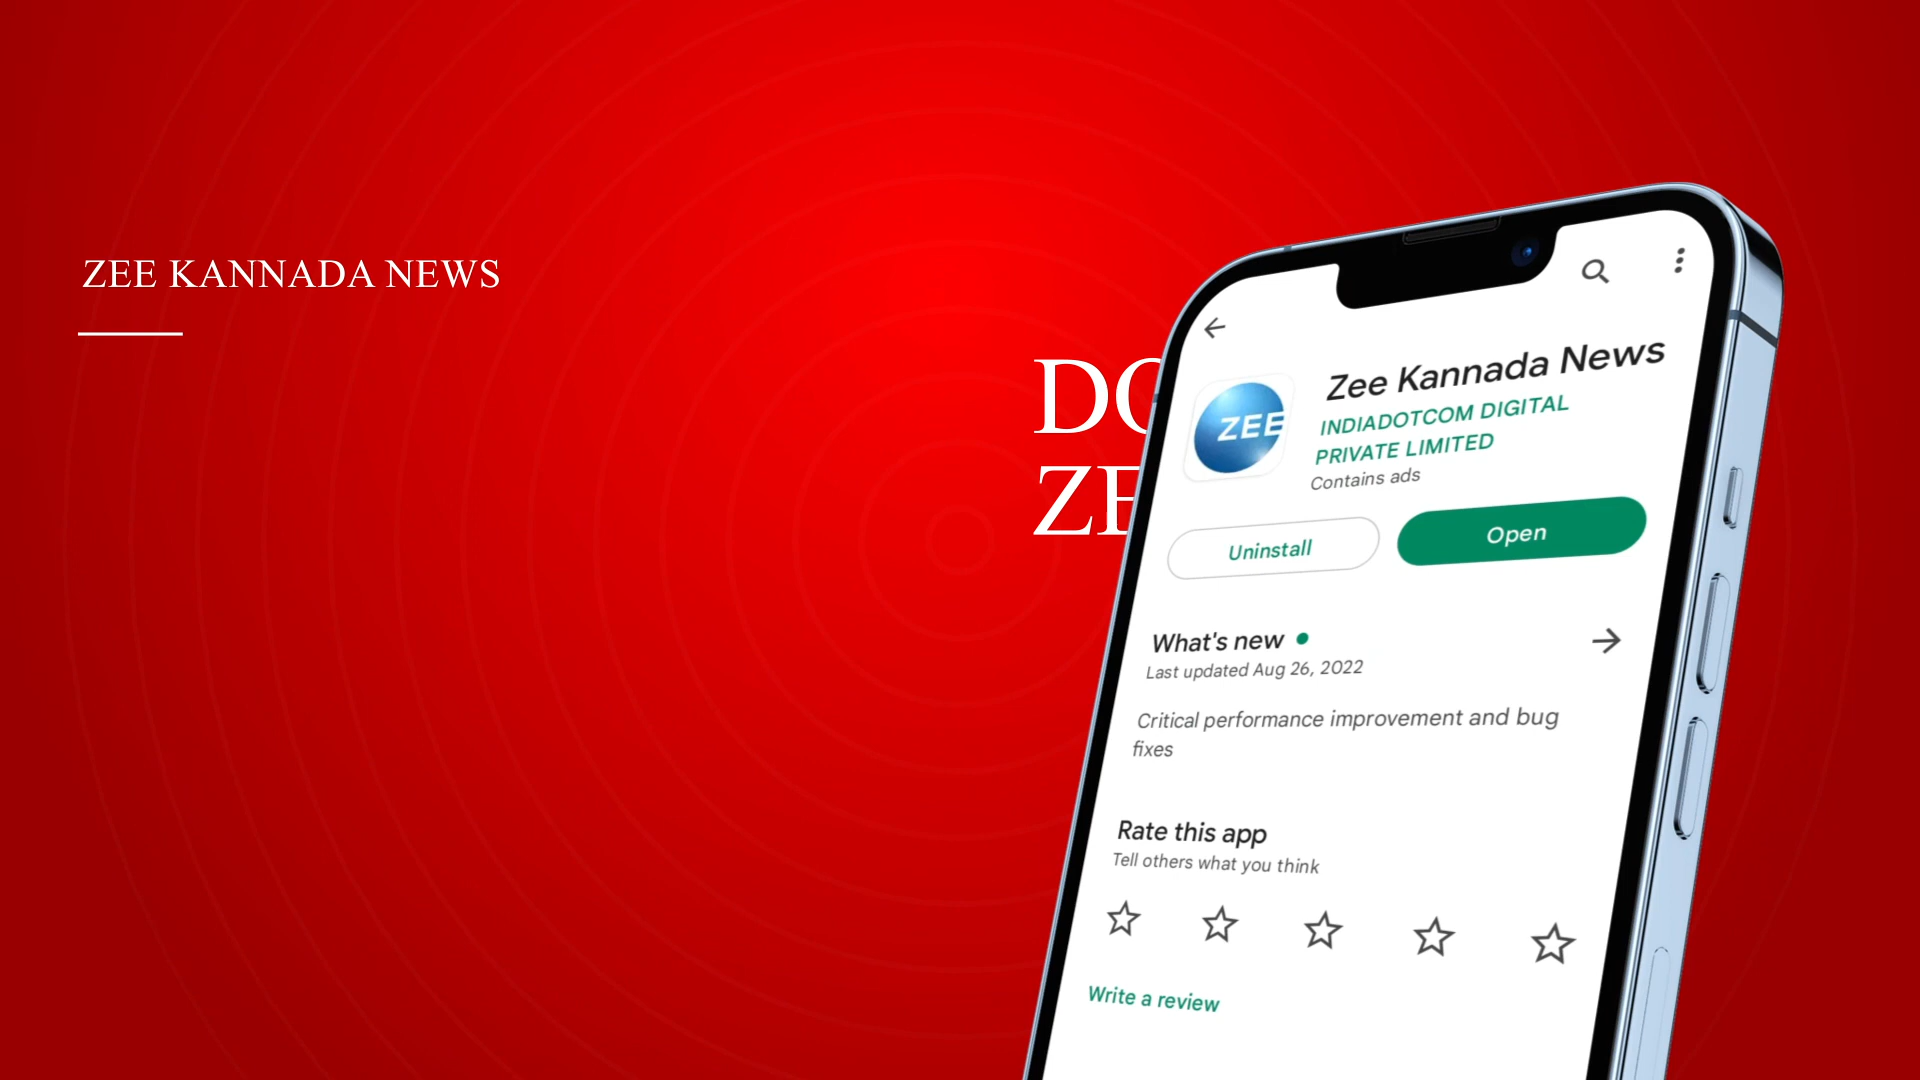 ZEE KANNADA NEWS
Zee Kannada News
ZEE
INDIADOTCOM DIGITAL
PRIVATE LIMITED
Contains ads
Uninstall
Open
What's new
Last updated Aug 26, 2022
Critical performance improvement and bug
fixes
Rate this app
Tell others what you think
Write a review